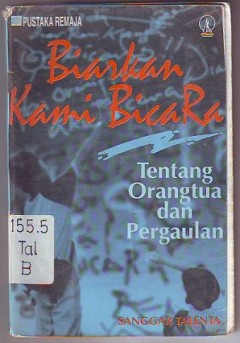 PUSTAKA REMAJA
Biarkan
Kami BicaRa
Tentang
Orangtua
dan
Pergaulan
155.5
Tal
B
SANGGAR TALENTA